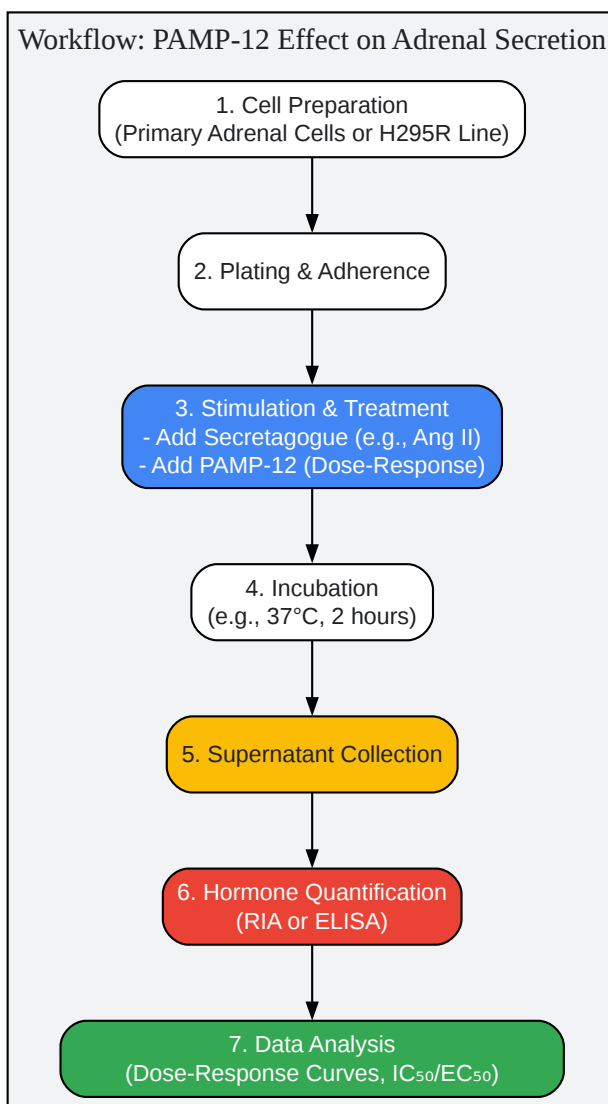 Workflow: PAMP-12 Effect on Adrenal Secretion
1. Cell Preparation
(Primary Adrenal Cells or H295R Line)
2. Plating & Adherence
3. Stimulation & Treatment
- Add Secretagogue (e.g., Ang II)
- Add PAMP-12 (Dose-Response)
4. Incubation
(e.g., 37°C, 2 hours)
5. Supernatant Collection
6. Hormone Quantification
(RIA or ELISA)
7. Data Analysis
(Dose-Response Curves, IC₅₀/EC₅₀)